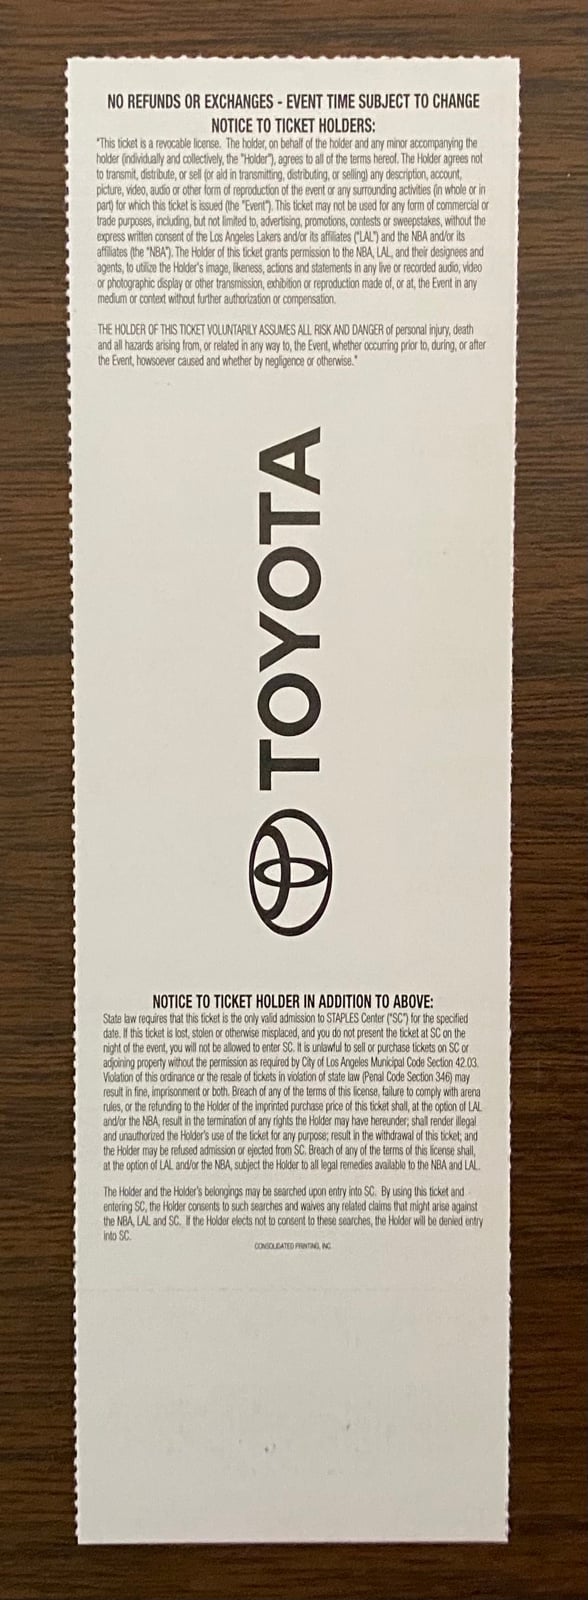 NO REFUNDS OR EXCHANGES - EVENT TIME SUBJECT TO CHANGE
NOTICE TO TICKET HOLDERS:
"This ticket is a revocable license. The holder, on behalf of the holder and any minor accompanying the
holder (individually and collectively, the "Holder"), agrees to all of the terms hereof. The Holder agrees not
to transmit, distribute, or sell (or aid in transmitting, distributing, or selling) any description, account,
picture, video, audio or other form of reproduction of the event or any surrounding activities (in whole or in
part) for which this ticket is issued (the "Event"). This ticket may not be used for any form of commercial or
trade purposes, including, but not limited to, advertising, promotions, contests or sweepstakes, without the
express written consent of the Los Angeles Lakers and/or its affiliates ("LAL") and the NBA and/or its
affiliates (the "NBA"). The Holder of this ticket grants permission to the NBA, LAL, and their designees and
agents, to utilize the Holder's image, likeness, actions and statements in any live or recorded audio, video
or photographic display or other transmission, exhibition or reproduction made of, or at, the Event in any
medium or context without further authorization or compensation.
THE HOLDER OF THIS TICKET VOLUNTARILY ASSUMES ALL RISK AND DANGER of personal injury, death
and all hazards arising from, or related in any way to, the Event, whether occurring prior to, during, or after
the Event, howsoever caused and whether by negligence or otherwise."
TOYOTA
NOTICE TO TICKET HOLDER IN ADDITION TO ABOVE:
State law requires that this ticket is the only valid admission to STAPLES Center ("SC") for the specified
date. If this ticket is lost, stolen or otherwise misplaced, and you do not present the ticket at SC on the
night of the event, you will not be allowed to enter SC. It is unlawful to sell or purchase tickets on SC or
adjoining property without the permission as required by City of Los Angeles Municipal Code Section 42.03.
Violation of this ordinance or the resale of tickets in violation of state law (Penal Code Section 346) may
result in fine, imprisonment or both. Breach of any of the terms of this license, failure to comply with arena
rules, or the refunding to the Holder of the imprinted purchase price of this ticket shall, at the option of LAL
and/or the NBA, result in the termination of any rights the Holder may have hereunder; shall render illegal
and unauthorized the Holder's use of the ticket for any purpose; result in the withdrawal of this ticket; and
the Holder may be refused admission or ejected from SC. Breach of any of the terms of this license shall,
at the option of LAL and/or the NBA, subject the Holder to all legal remedies available to the NBA and LAL.
The Holder and the Holder's belongings may be searched upon entry into SC. By using this ticket and
entering SC, the Holder consents to such searches and waives any related claims that might arise against
the NBA, LAL and SC. If the Holder elects not to consent to these searches, the Holder will be denied entry
into SC.
CONSOLIDATED PRINTING, INC.